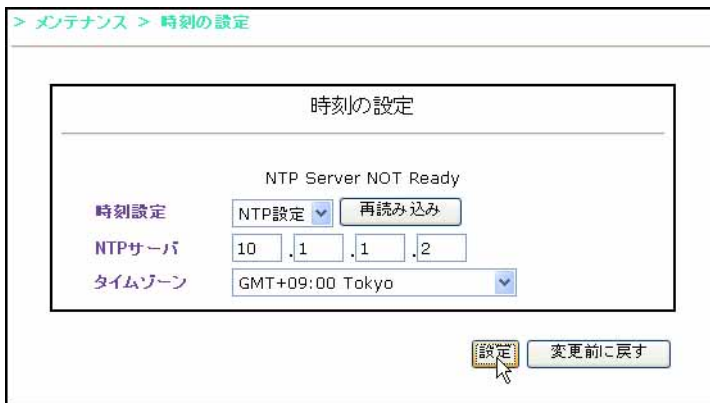 > メンテナンス > 時刻の設定
時刻の設定
NTP Server NOT Ready
時刻設定 NTP設定 再読み込み
NTPサーバ 10 .1 .1 .2
タイムゾーン GMT+09:00 Tokyo
設定 変更前に戻す